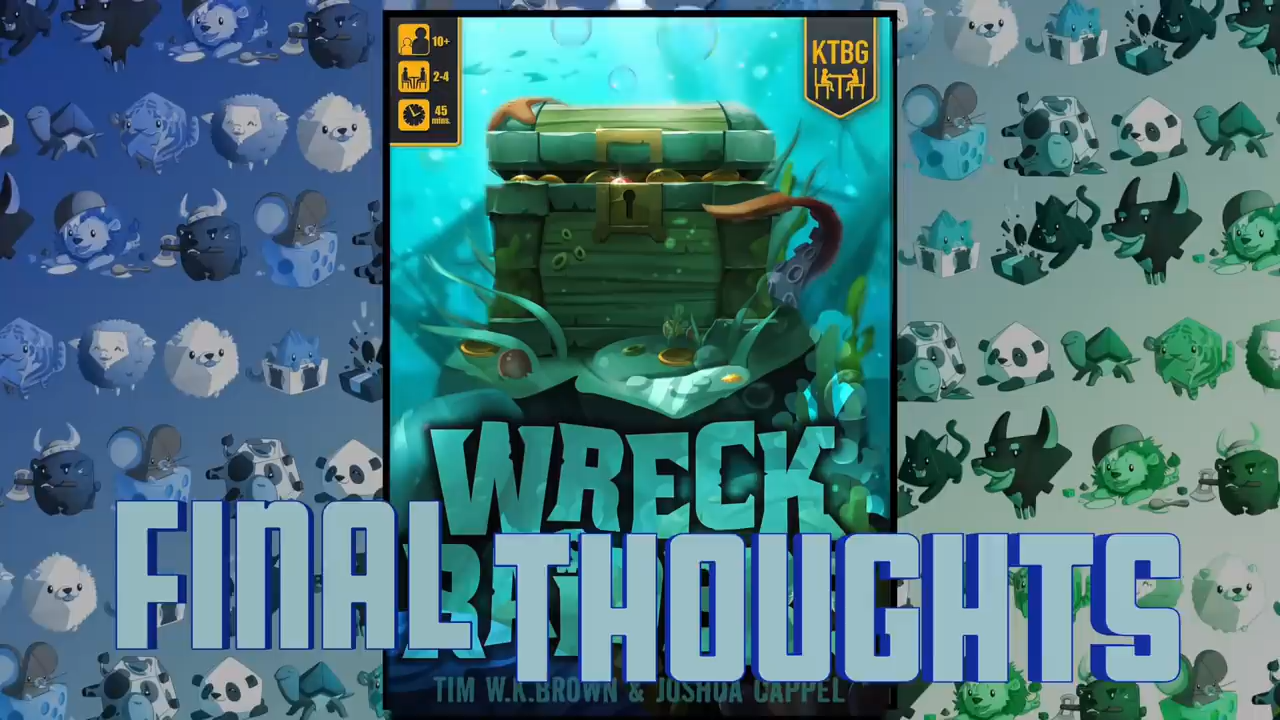 10+
2-4
45
mins.
KTBG
WRECK
FINAL THOUGHTS
TIM W.K.BROWN & JOSHUA CAPPEL